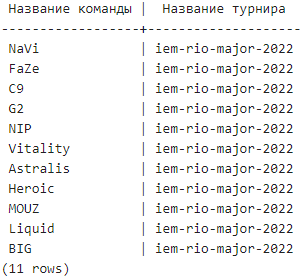 Название команды | Название турнира
-----------------+--------------------
NaVi | iem-rio-major-2022
FaZe | iem-rio-major-2022
C9 | iem-rio-major-2022
G2 | iem-rio-major-2022
NIP | iem-rio-major-2022
Vitality | iem-rio-major-2022
Astralis | iem-rio-major-2022
Heroic | iem-rio-major-2022
MOUZ | iem-rio-major-2022
Liquid | iem-rio-major-2022
BIG | iem-rio-major-2022
(11 rows)